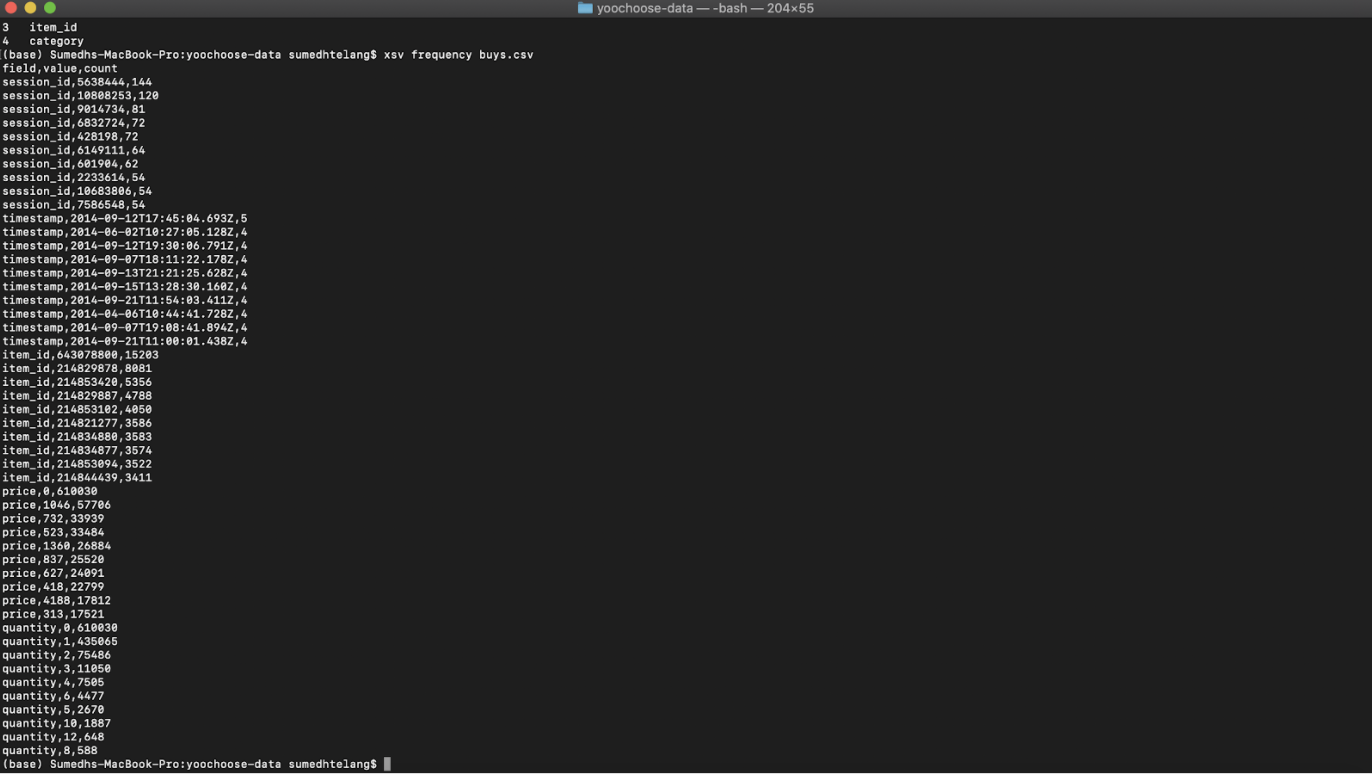 yoochoose-data — -bash — 204×55
3 item_id
4 category
(base) Sumedhs-MacBook-Pro:yoochoose-data sumedhtelang$ xsv frequency buys.csv
field,value,count
session_id,5638444,144
session_id,10808253,120
session_id,9014734,81
session_id,6832724,72
session_id,428198,72
session_id,6149111,64
session_id,601904,62
session_id,2233614,54
session_id,10683806,54
session_id,7586548,54
timestamp,2014-09-12T17:45:04.693Z,5
timestamp,2014-06-02T10:27:05.128Z,4
timestamp,2014-09-12T19:30:06.791Z,4
timestamp,2014-09-07T18:11:22.178Z,4
timestamp,2014-09-13T21:21:25.628Z,4
timestamp,2014-09-15T13:28:30.160Z,4
timestamp,2014-09-21T11:54:03.411Z,4
timestamp,2014-04-06T10:44:41.728Z,4
timestamp,2014-09-07T19:08:41.894Z,4
timestamp,2014-09-21T11:00:01.438Z,4
item_id,643078800,15203
item_id,214829878,8081
item_id,214853420,5356
item_id,214829887,4788
item_id,214853102,4050
item_id,214821277,3586
item_id,214834880,3583
item_id,214834877,3574
item_id,214853094,3522
item_id,214844439,3411
price,0,610030
price,1046,57706
price,732,33939
price,523,33484
price,1360,26884
price,837,25520
price,627,24091
price,418,22799
price,4188,17812
price,313,17521
quantity,0,610030
quantity,1,435065
quantity,2,75486
quantity,3,11050
quantity,4,7505
quantity,6,4477
quantity,5,2670
quantity,10,1887
quantity,12,648
quantity,8,588
(base) Sumedhs-MacBook-Pro:yoochoose-data sumedhtelang$